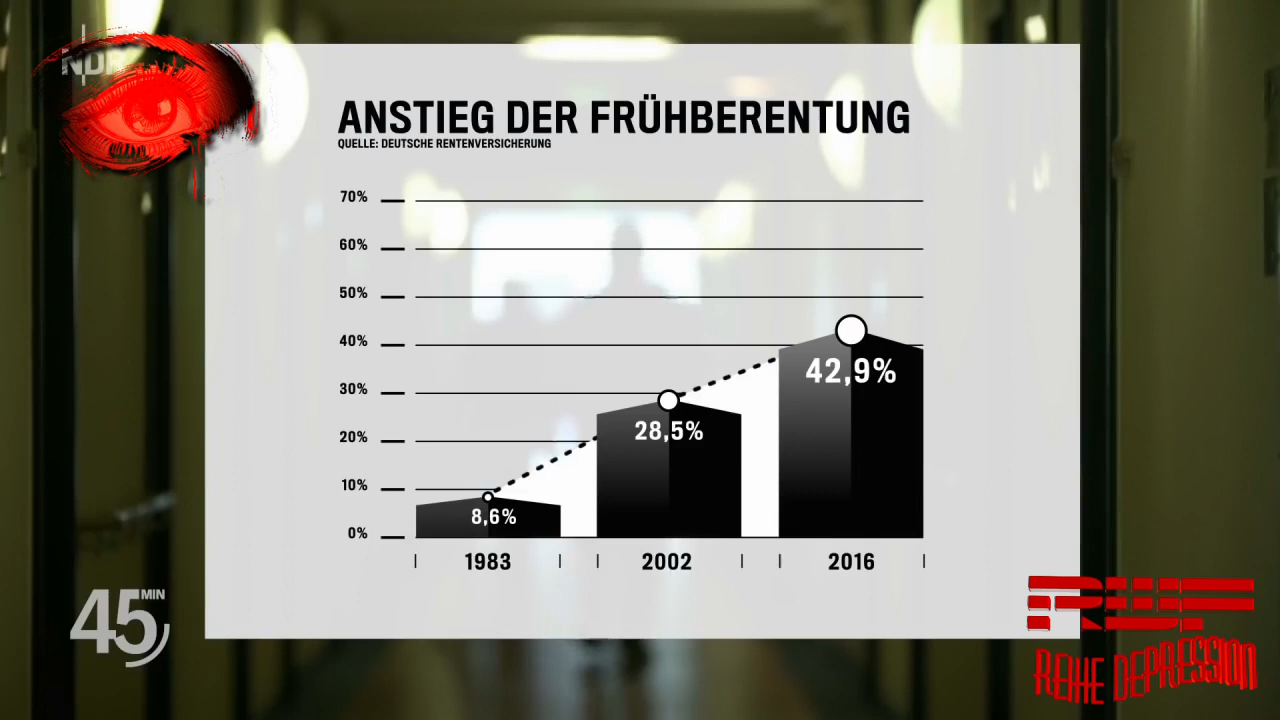 NDR
ANSTIEG DER FRÜHBERENTUNG
QUELLE: DEUTSCHE RENTENVERSICHERUNG
70%
60%
50%
40%
30%
20%
10%
0%
8,6%
28,5%
42,9%
1983
2002
2016
45 MIN
REIHE DEPRESSION